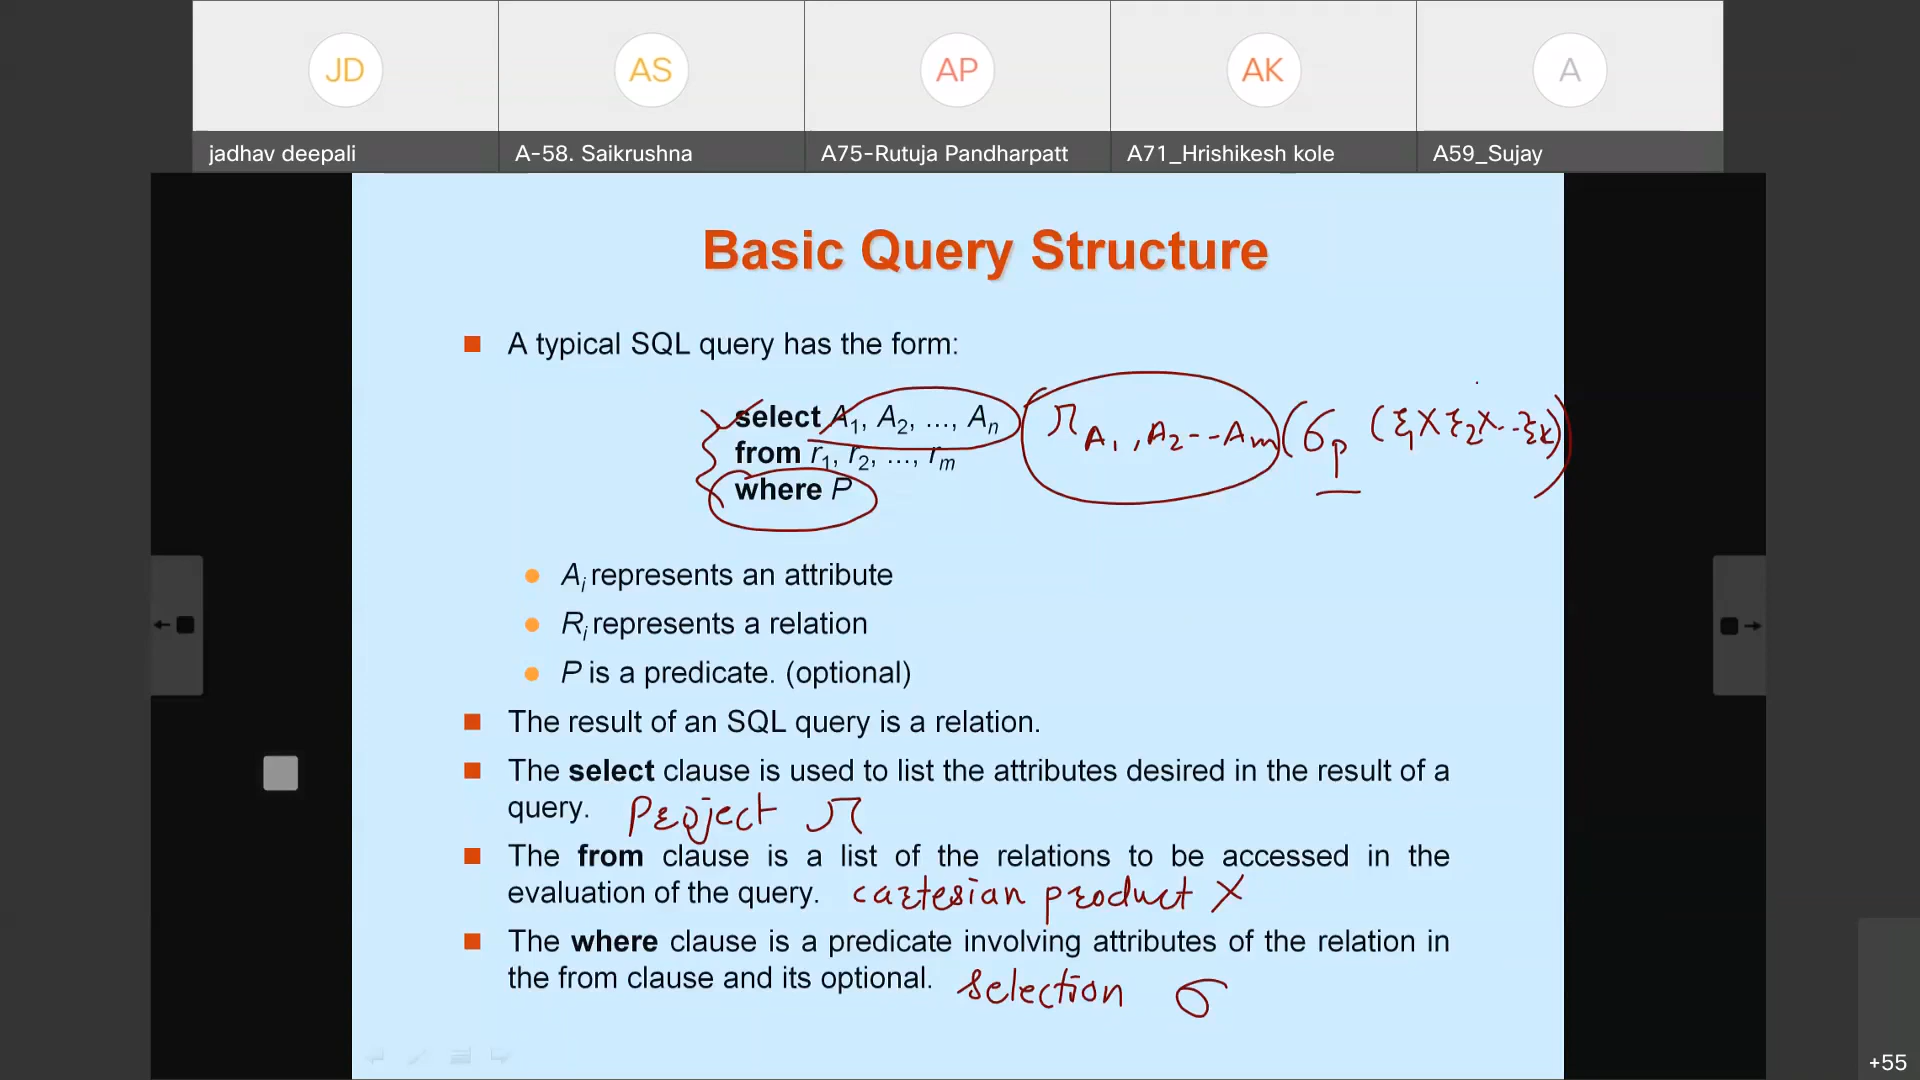 JD
AS
AP
AK
A
jadhav deepali
A-58. Saikrushna
A75-Rutuja Pandharpatt
A71_Hrishikesh kole
A59_Sujay
Basic Query Structure
A typical SQL query has the form:
select A1, A2, ..., An
from r1, r2, ..., rm
where P
π A1, A2--Am (σp (r1 X r2 X...rk))
Ai represents an attribute
Ri represents a relation
P is a predicate. (optional)
The result of an SQL query is a relation.
The select clause is used to list the attributes desired in the result of a
query. Project π
The from clause is a list of the relations to be accessed in the
evaluation of the query. cartesian product X
The where clause is a predicate involving attributes of the relation in
the from clause and its optional. selection σ
+55